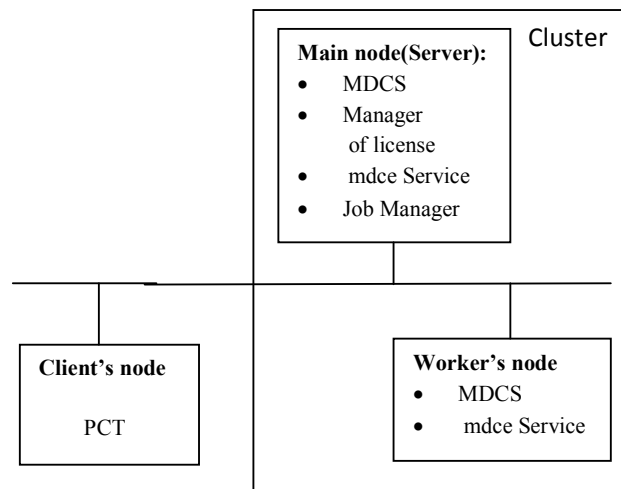 Cluster
Main node(Server):
• MDCS
• Manager
of license
• mdce Service
• Job Manager
Client’s node
PCT
Worker’s node
• MDCS
• mdce Service